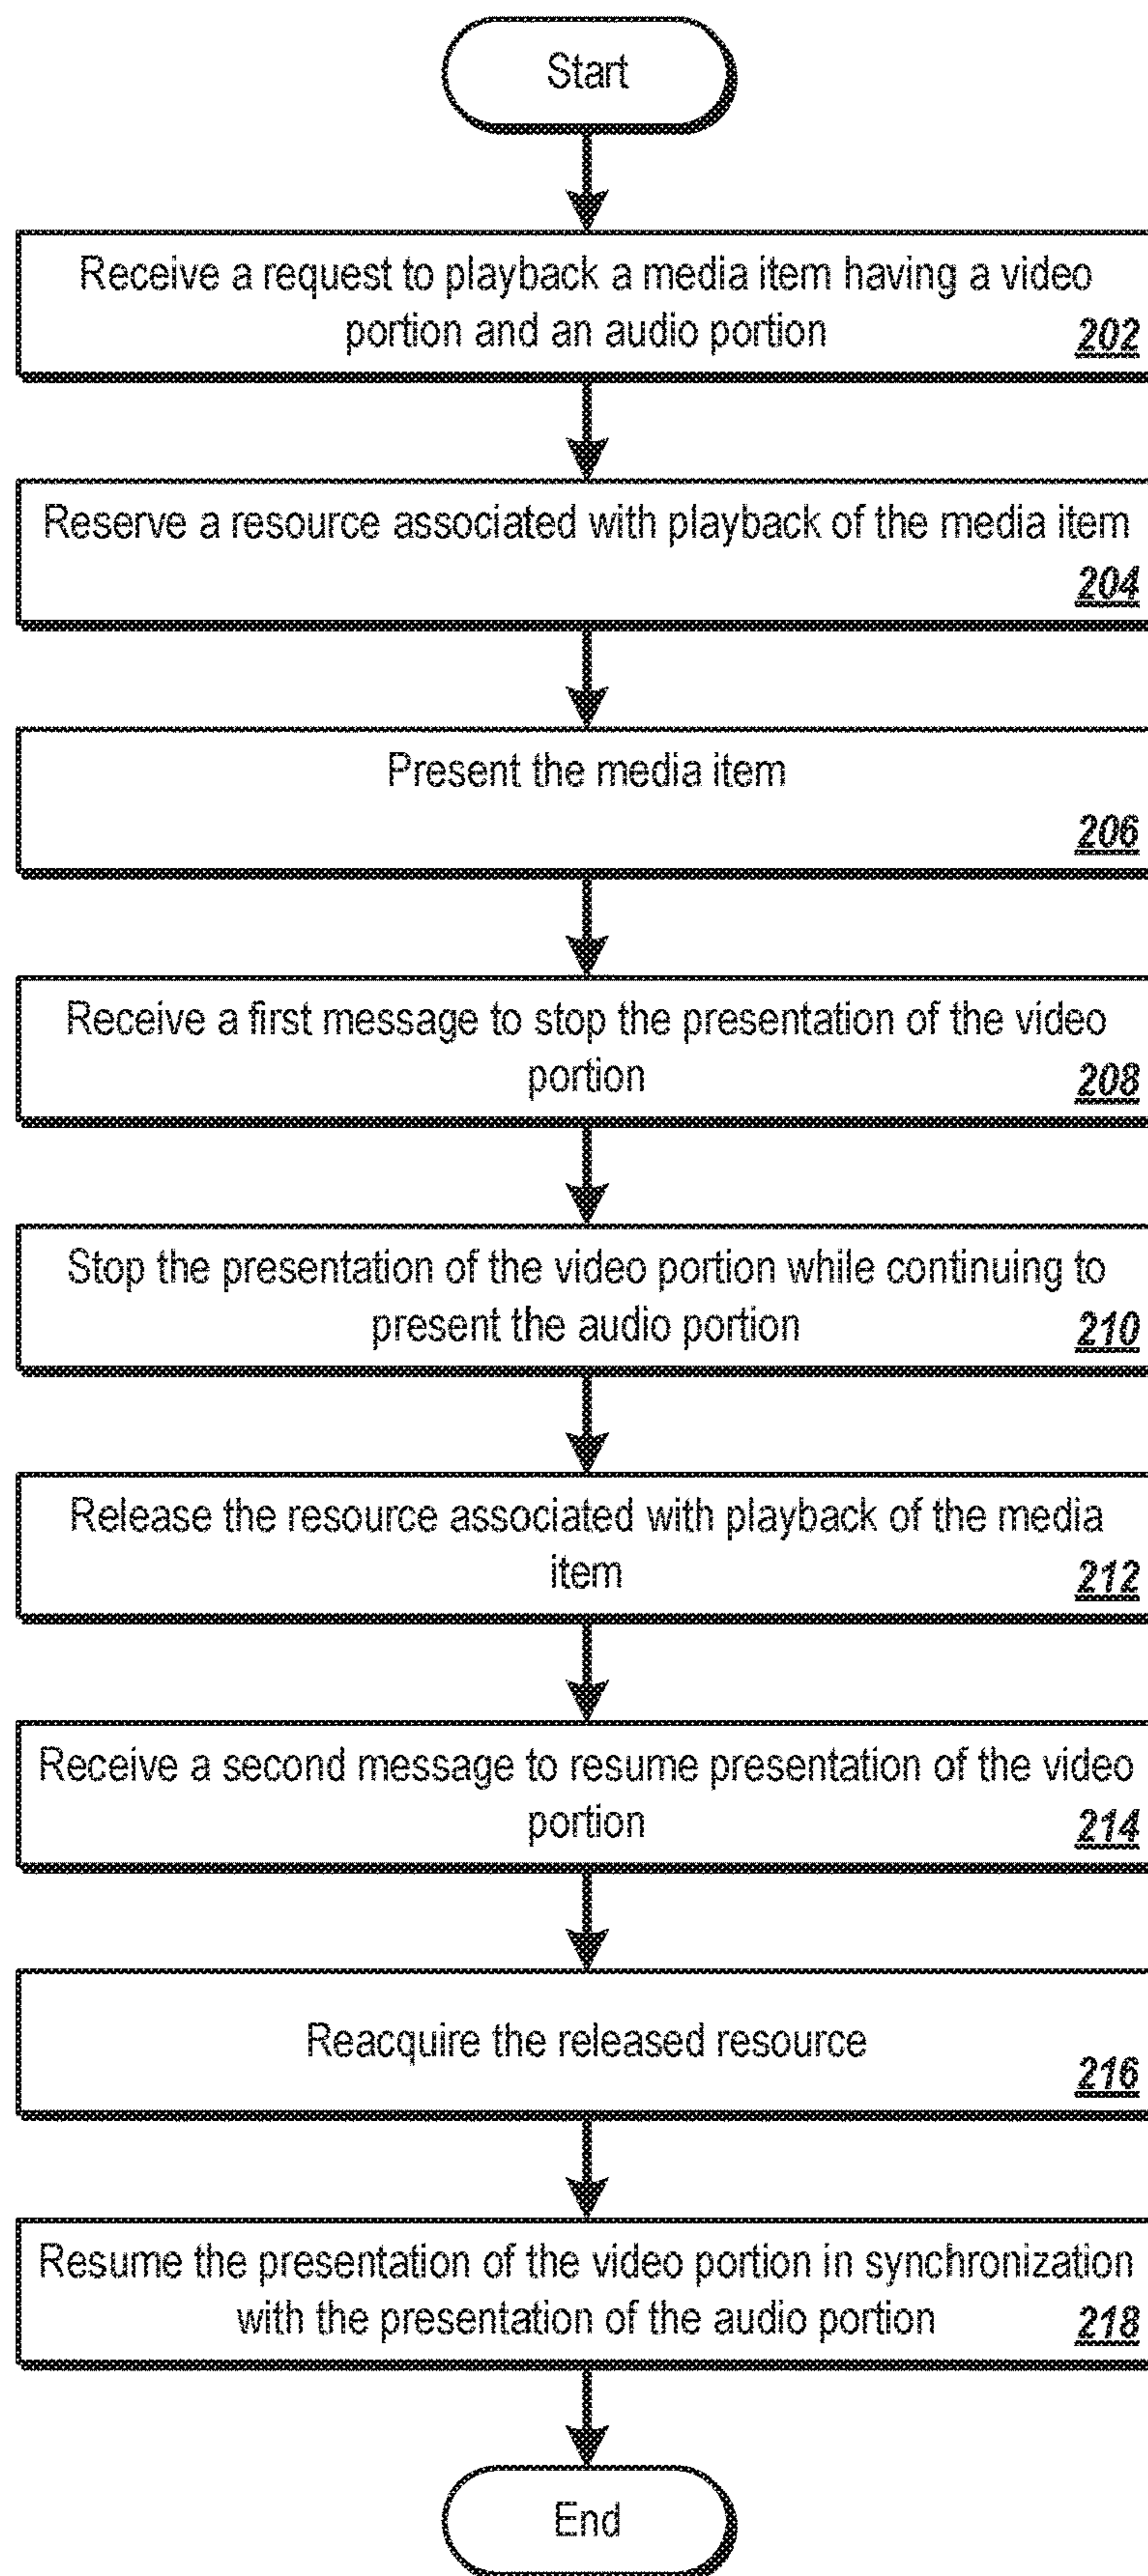 Start
Receive a request to playback a media item having a video
portion and an audio portion
202
Reserve a resource associated with playback of the media item
204
Present the media item
206
Receive a first message to stop the presentation of the video
portion
208
Stop the presentation of the video portion while continuing to
present the audio portion
210
Release the resource associated with playback of the media
item
212
Receive a second message to resume presentation of the video
portion
214
Reacquire the released resource
216
Resume the presentation of the video portion in synchronization
with the presentation of the audio portion
218
End